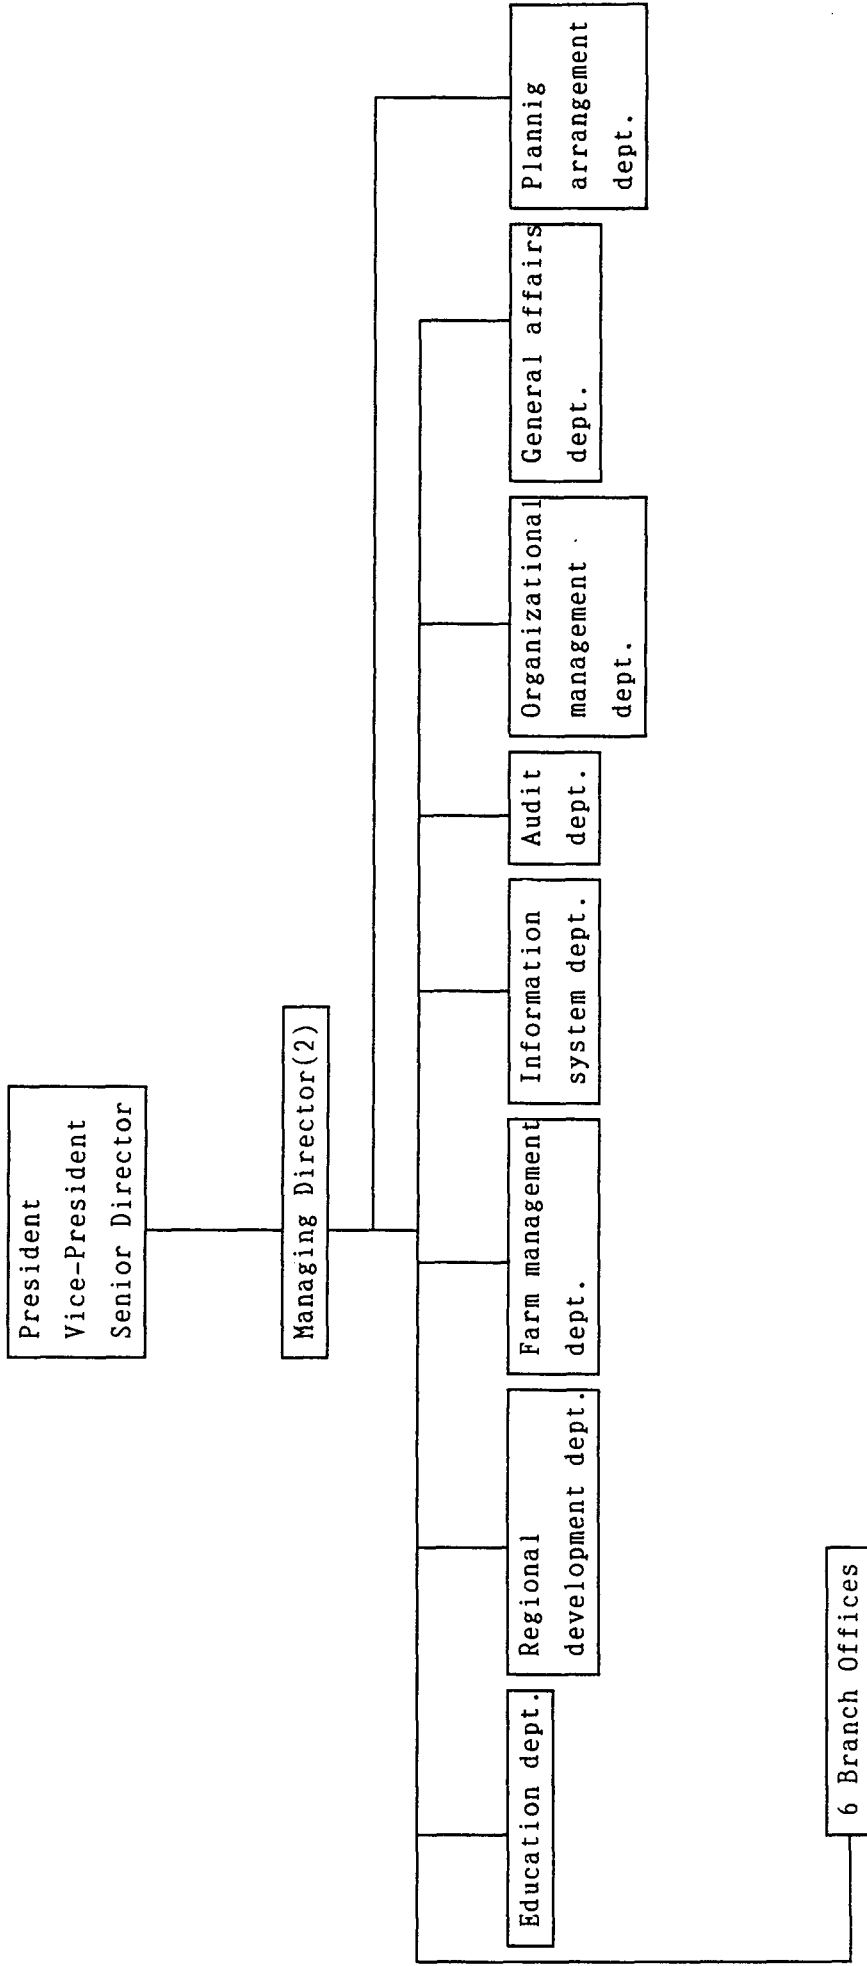 President
Vice-President
Senior Director
Managing Director(2)
Education dept.
Regional
development dept.
Farm management
dept.
Information
system dept.
Audit
dept.
Organizational
management
dept.
General affairs
dept.
Plannig
arrangement
dept.
6 Branch Offices